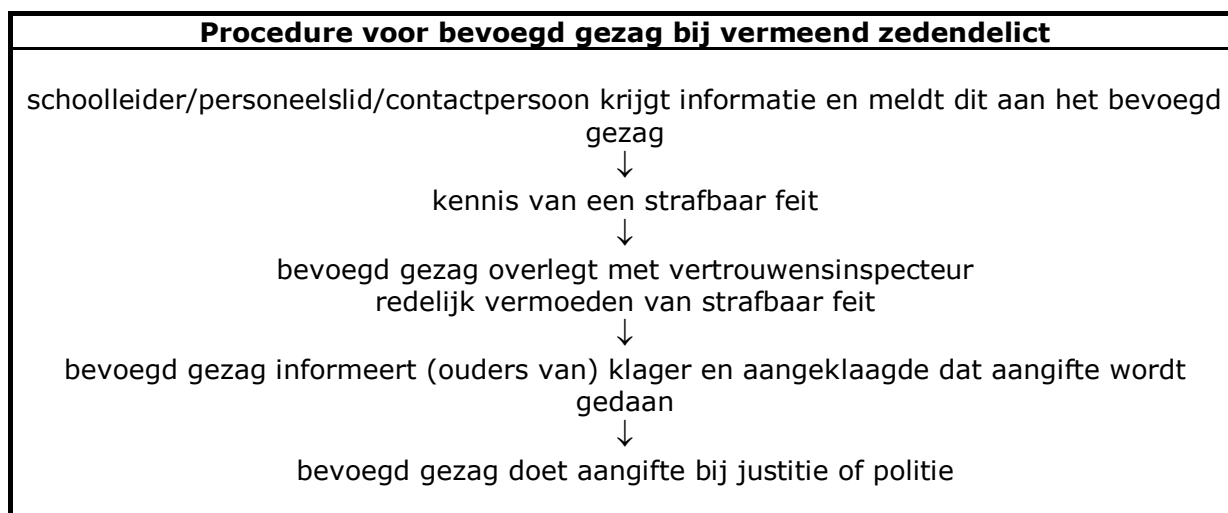 Procedure voor bevoegd gezag bij vermeend zedendelict
schoolleider/personeelslid/contactpersoon krijgt informatie en meldt dit aan het bevoegd
gezag
↓
kennis van een strafbaar feit
↓
bevoegd gezag overlegt met vertrouwensinspecteur
redelijk vermoeden van strafbaar feit
↓
bevoegd gezag informeert (ouders van) klager en aangeklaagde dat aangifte wordt
gedaan
↓
bevoegd gezag doet aangifte bij justitie of politie